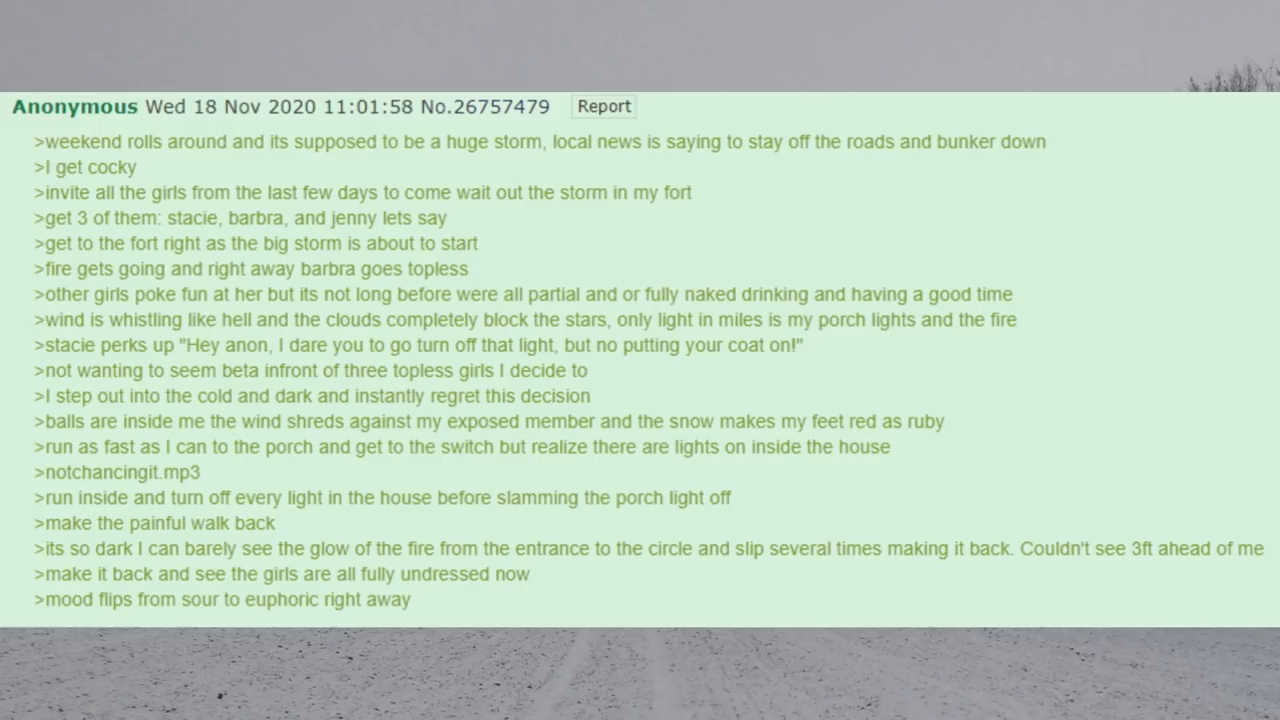 Anonymous Wed 18 Nov 2020 11:01:58 No.26757479 Report
>weekend rolls around and its supposed to be a huge storm, local news is saying to stay off the roads and bunker down
>I get cocky
>invite all the girls from the last few days to come wait out the storm in my fort
>get 3 of them: stacie, barbra, and jenny lets say
>get to the fort right as the big storm is about to start
>fire gets going and right away barbra goes topless
>other girls poke fun at her but its not long before were all partial and or fully naked drinking and having a good time
>wind is whistling like hell and the clouds completely block the stars, only light in miles is my porch lights and the fire
>stacie perks up "Hey anon, I dare you to go turn off that light, but no putting your coat on!"
>not wanting to seem beta infront of three topless girls I decide to
>I step out into the cold and dark and instantly regret this decision
>balls are inside me the wind shreds against my exposed member and the snow makes my feet red as ruby
>run as fast as I can to the porch and get to the switch but realize there are lights on inside the house
>notchancingit.mp3
>run inside and turn off every light in the house before slamming the porch light off
>make the painful walk back
>its so dark I can barely see the glow of the fire from the entrance to the circle and slip several times making it back. Couldn't see 3ft ahead of me
>make it back and see the girls are all fully undressed now
>mood flips from sour to euphoric right away